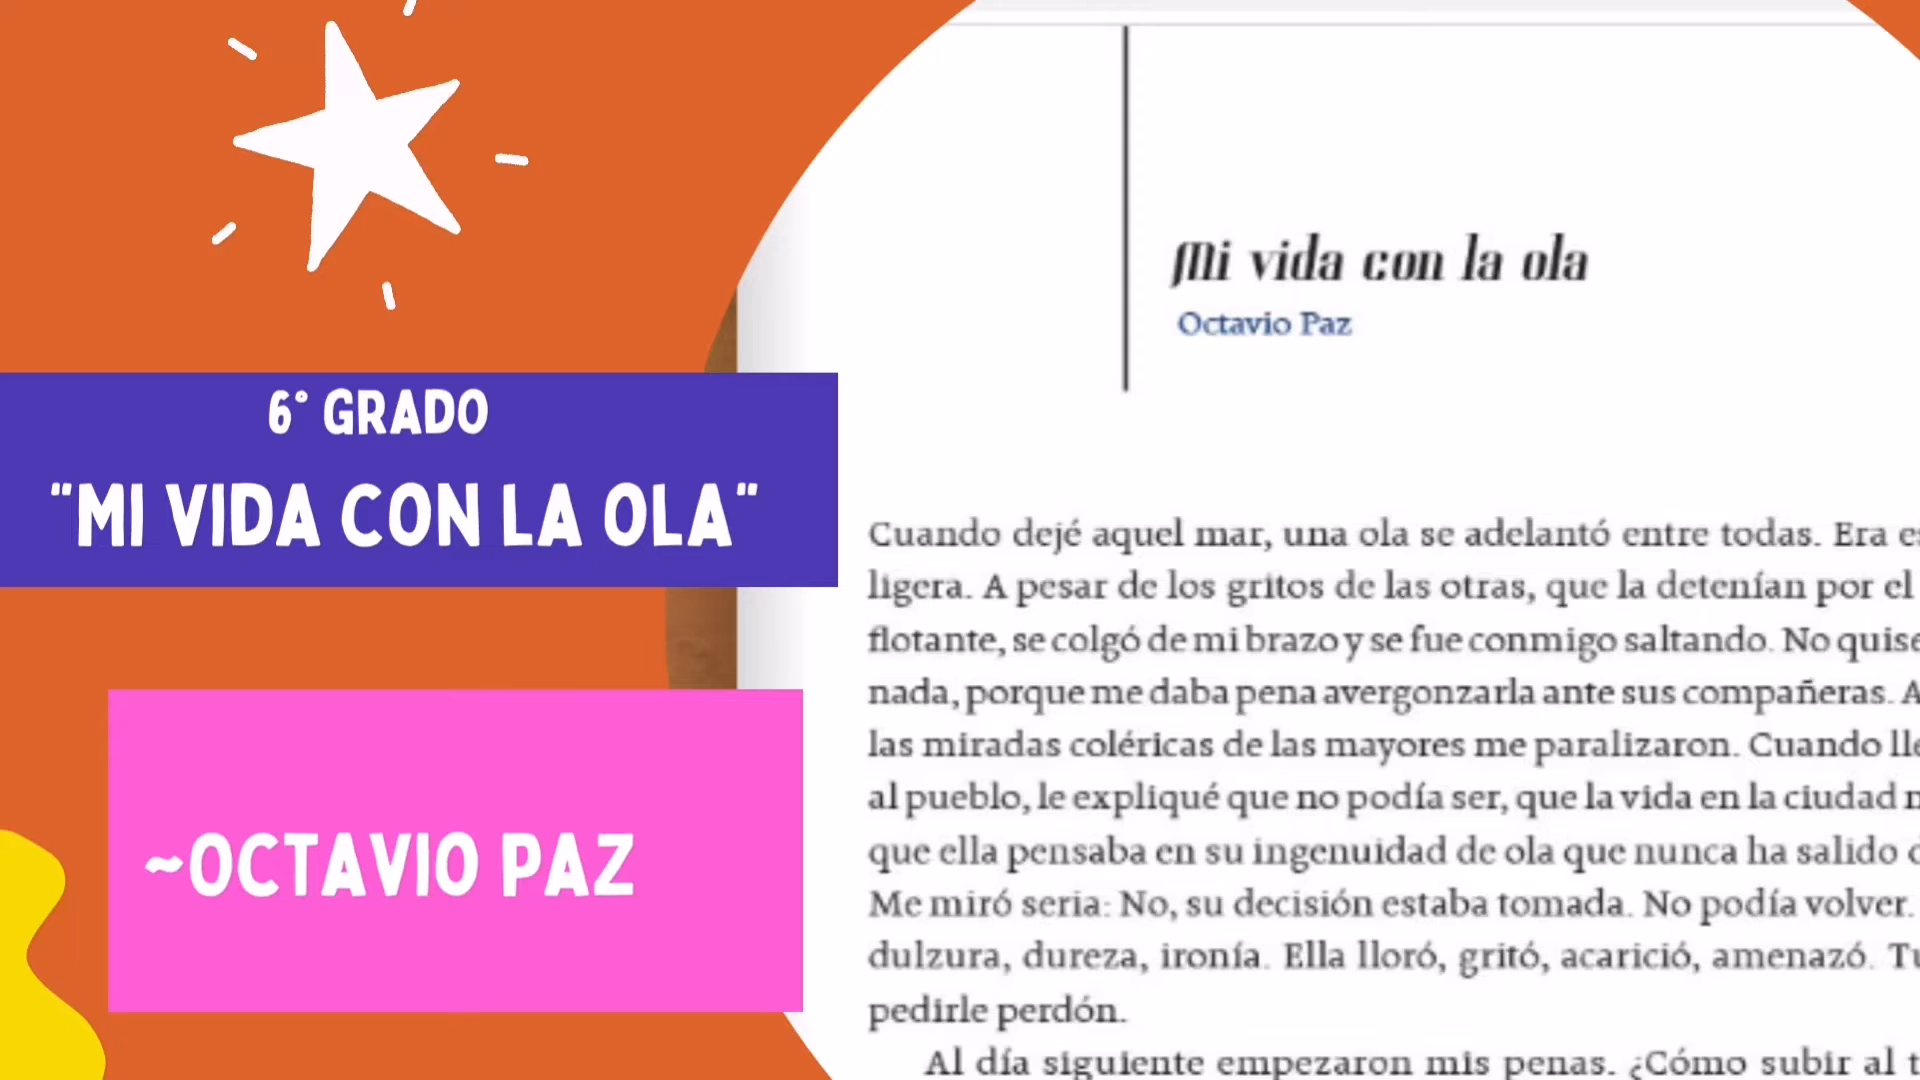 6° GRADO
"MI VIDA CON LA OLA"
~OCTAVIO PAZ
Mi vida con la ola
Octavio Paz
Cuando dejé aquel mar, una ola se adelantó entre todas. Era
ligera. A pesar de los gritos de las otras, que la detenían por el
flotante, se colgó de mi brazo y se fue conmigo saltando. No
nada, porque me daba pena avergonzarla ante sus compañeras.
las miradas coléricas de las mayores me paralizaron. Cuando
al pueblo, le expliqué que no podía ser, que la vida en la ciudad
que ella pensaba en su ingenuidad de ola que nunca ha salido
Me miró seria: No, su decisión estaba tomada. No podía volver.
dulzura, dureza, ironía. Ella lloró, gritó, acarició, amenazó.
pedirle perdón.
Al día siguiente empezaron mis penas. ¿Cómo subir al